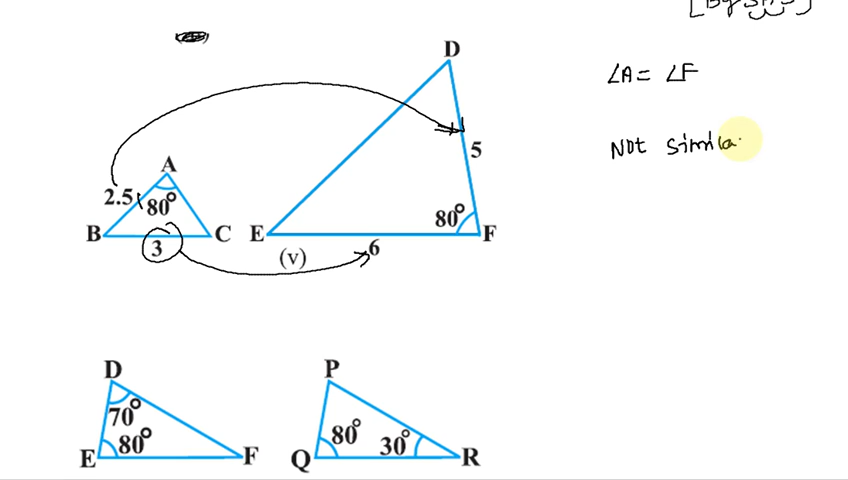 ∠A = ∠F
Not simila
D
5
80°
E
F
6
(v)
A
2.5
80°
B
C
3
D
70°
80°
E
F
P
80°
30°
Q
R